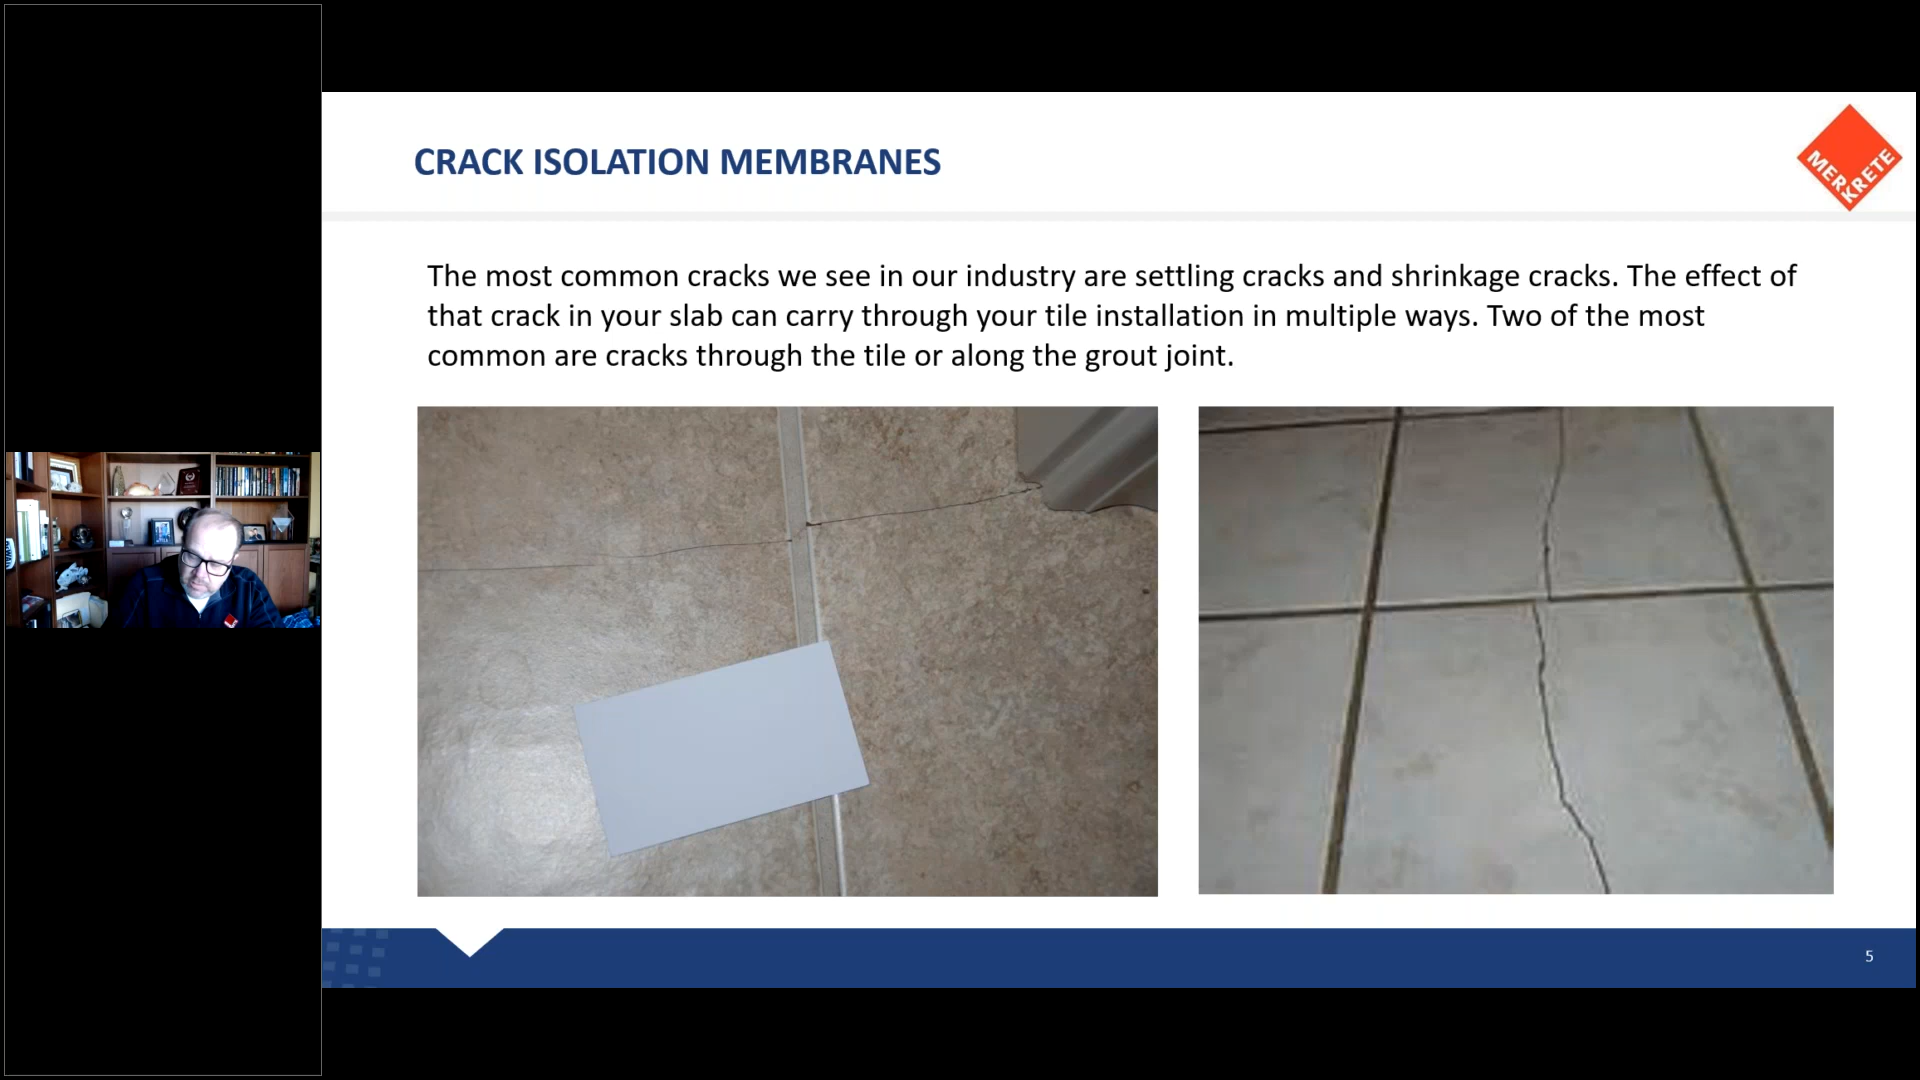 CRACK ISOLATION MEMBRANES
MERKRETE
The most common cracks we see in our industry are settling cracks and shrinkage cracks. The effect of
that crack in your slab can carry through your tile installation in multiple ways. Two of the most
common are cracks through the tile or along the grout joint.
5